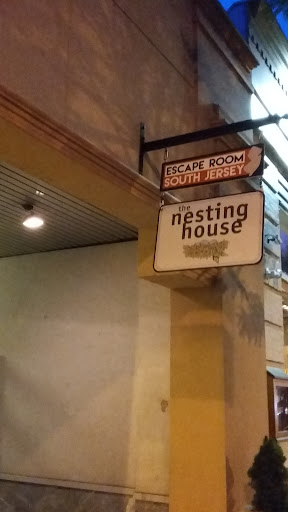 ESCAPE ROOM
SOUTH JERSEY
the
nesting
house